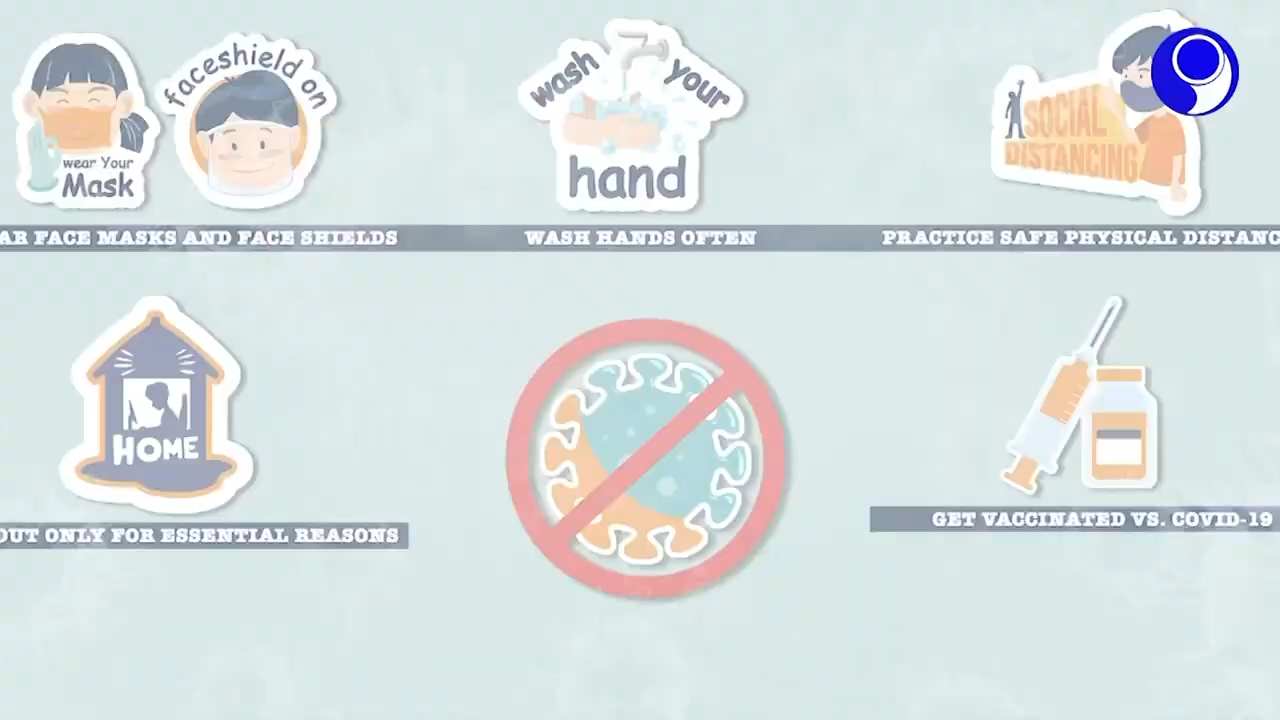 wear Your
Mask
faceshield on
wash your
hand
SOCIAL
DISTANCING
AR FACE MASKS AND FACE SHIELDS
WASH HANDS OFTEN
PRACTICE SAFE PHYSICAL DISTANC
HOME
OUT ONLY FOR ESSENTIAL REASONS
GET VACCINATED VS. COVID-19